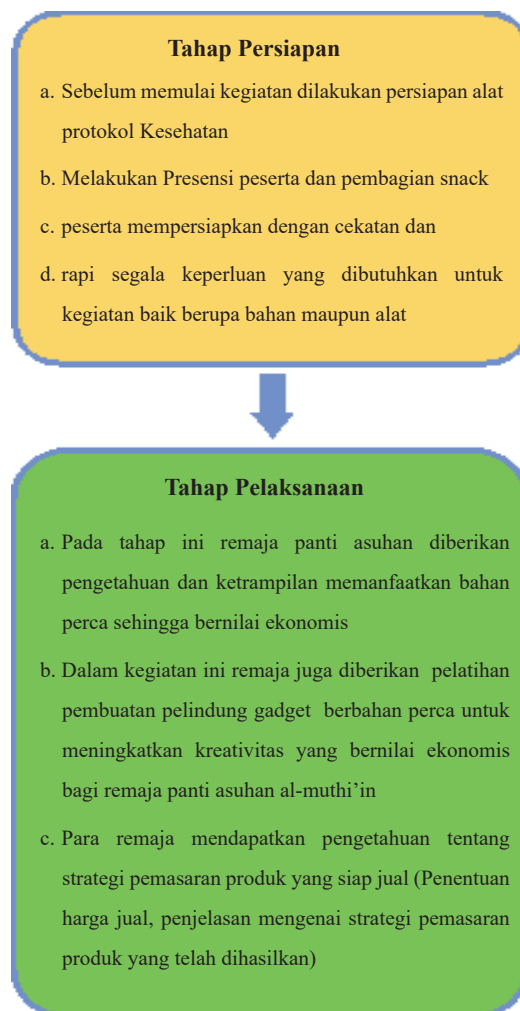 Tahap Persiapan
a. Sebelum memulai kegiatan dilakukan persiapan alat
protokol Kesehatan
b. Melakukan Presensi peserta dan pembagian snack
c. peserta mempersiapkan dengan cekatan dan
d. rapi segala keperluan yang dibutuhkan untuk
kegiatan baik berupa bahan maupun alat
Tahap Pelaksanaan
a. Pada tahap ini remaja panti asuhan diberikan
pengetahuan dan ketrampilan memanfaatkan bahan
perca sehingga bernilai ekonomis
b. Dalam kegiatan ini remaja juga diberikan pelatihan
pembuatan pelindung gadget berbahan perca untuk
meningkatkan kreativitas yang bernilai ekonomis
bagi remaja panti asuhan al-muthi’in
c. Para remaja mendapatkan pengetahuan tentang
strategi pemasaran produk yang siap jual (Penentuan
harga jual, penjelasan mengenai strategi pemasaran
produk yang telah dihasilkan)